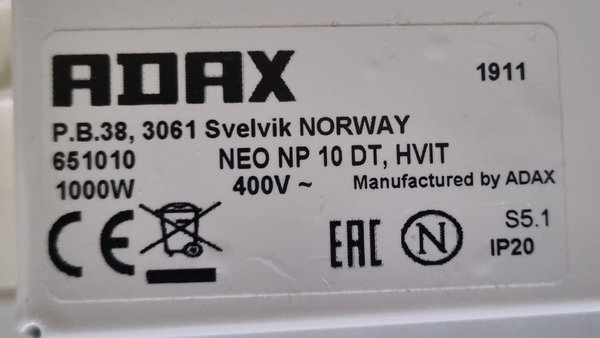 ADAX
1911
P.B.38, 3061 Svelvik NORWAY
651010 NEO NP 10 DT, HVIT
1000W 400V ~ Manufactured by ADAX
CE EAC N S5.1
IP20